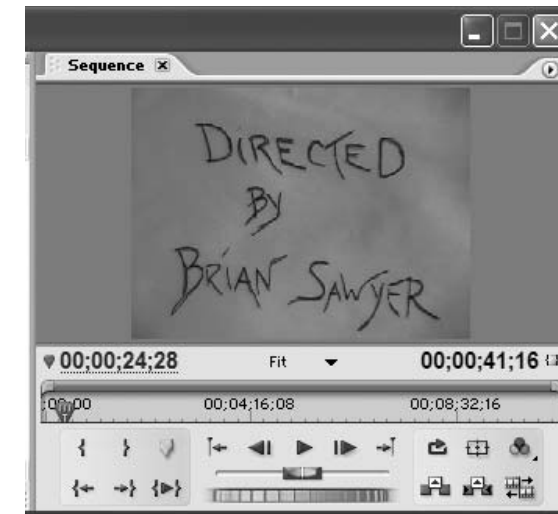 Sequence
DIRECTED
BY
BRIAN SAWYER
00;00;24;28 Fit 00;00;41;16
;00;00 00;04;16;08 00;08;32;16